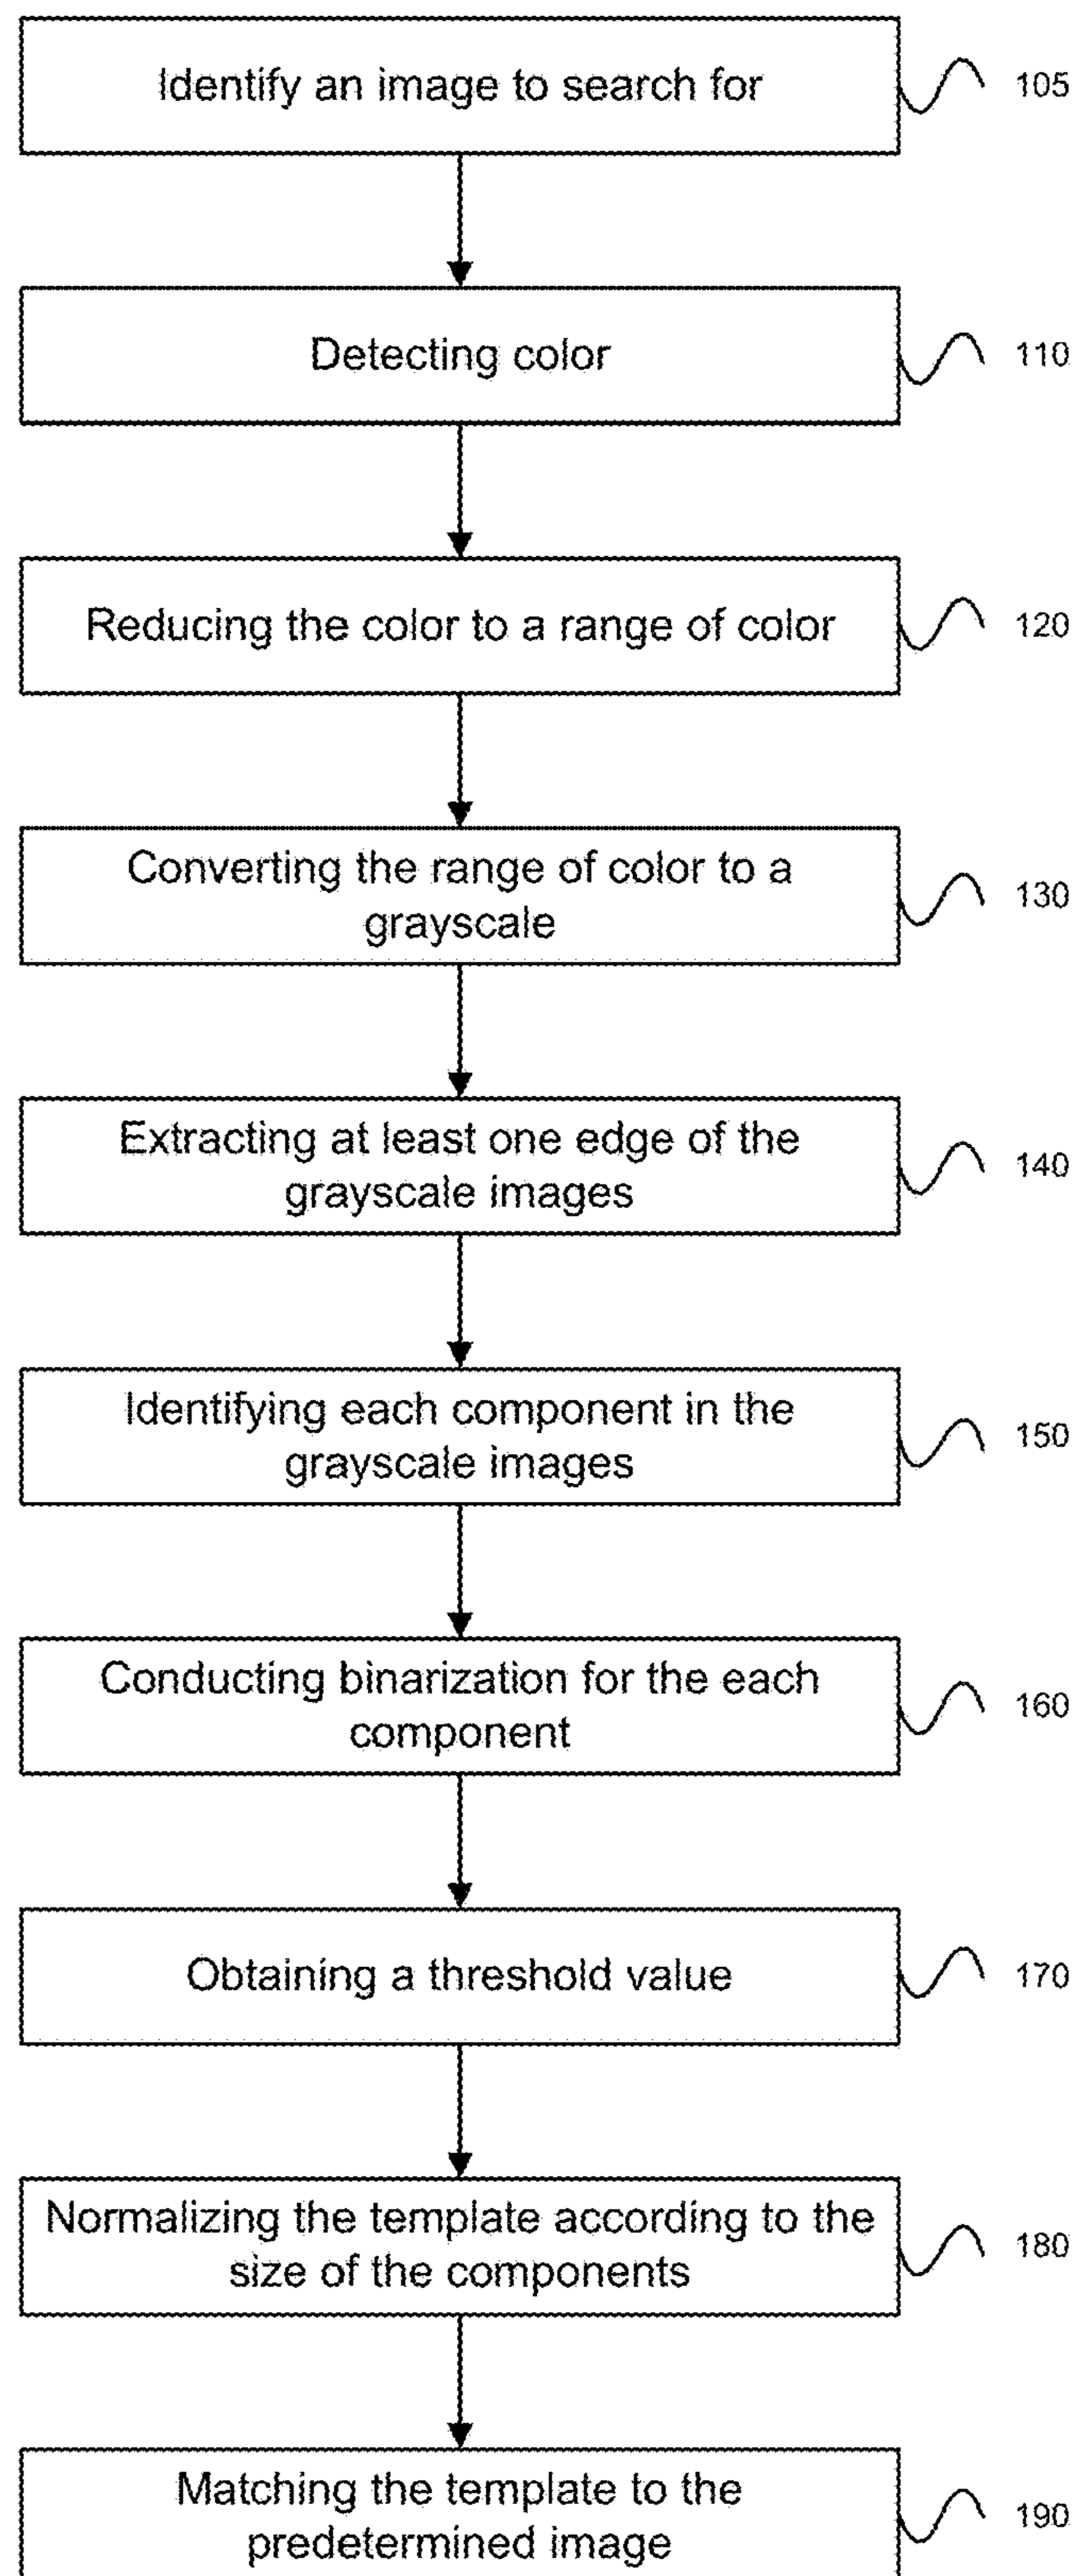 Identify an image to search for
105
Detecting color
110
Reducing the color to a range of color
120
Converting the range of color to a
grayscale
130
Extracting at least one edge of the
grayscale images
140
Identifying each component in the
grayscale images
150
Conducting binarization for the each
component
160
Obtaining a threshold value
170
Normalizing the template according to the
size of the components
180
Matching the template to the
predetermined image
190